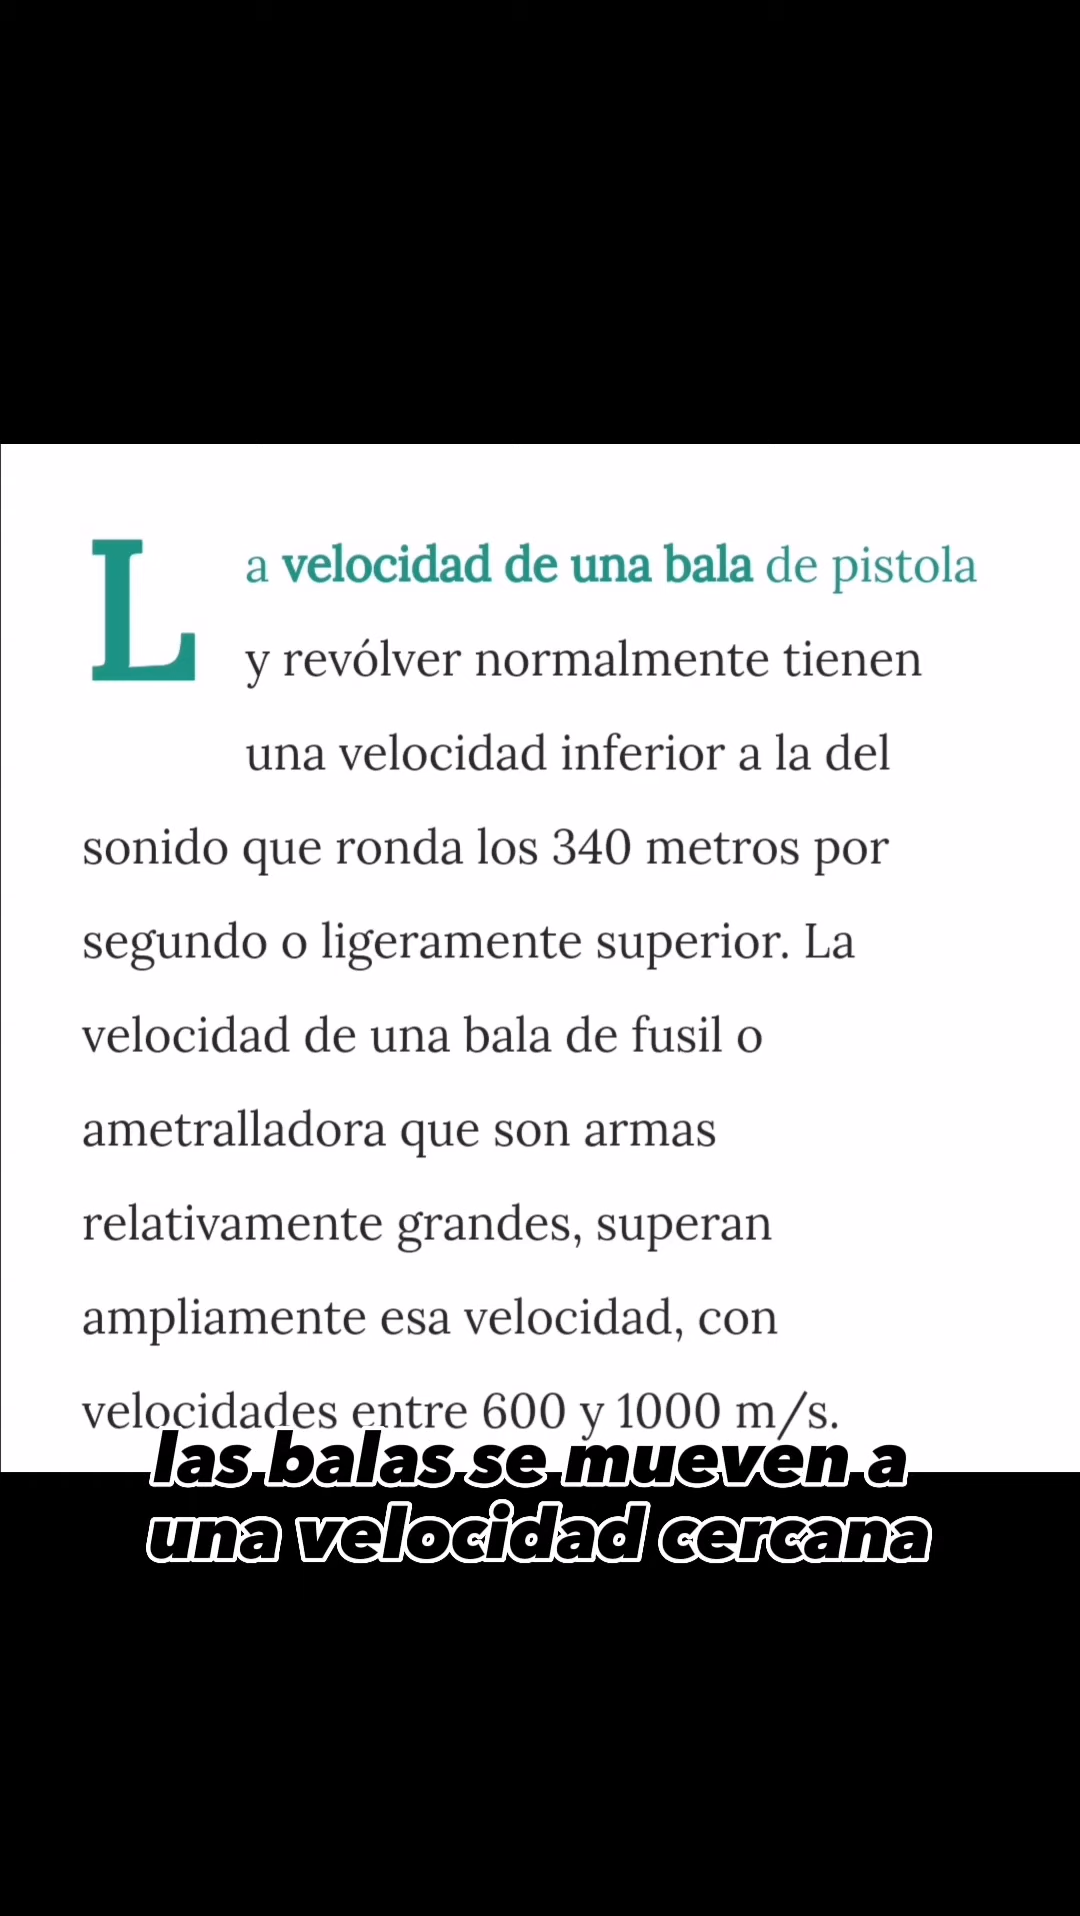 La velocidad de una bala de pistola
y revólver normalmente tienen
una velocidad inferior a la del
sonido que ronda los 340 metros por
segundo o ligeramente superior. La
velocidad de una bala de fusil o
ametralladora que son armas
relativamente grandes, superan
ampliamente esa velocidad, con
velocidades entre 600 y 1000 m/s.
las balas se mueven a
una velocidad cercana